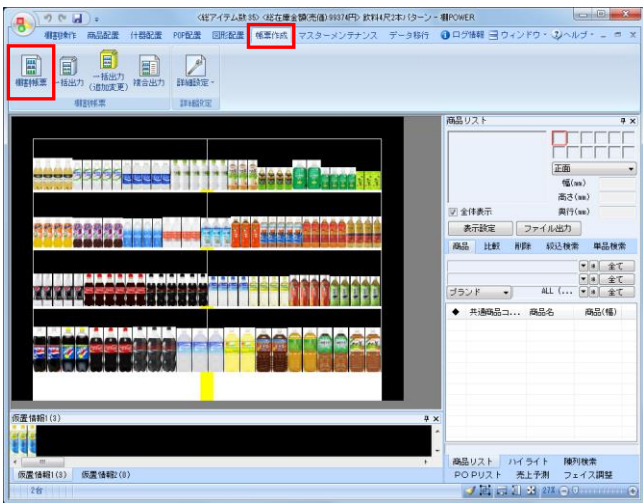 <総アイテム数35> <総在庫金額(売価)99374円> 飲料4尺2本パターン - 棚POWER
棚割操作 商品配置 什器配置 POP配置 図形配置 帳票作成 マスターメンテナンス データ移行 ログ情報 ウィンドウ ヘルプ
棚割帳票 一括出力 一括出力(追加変更) 複合出力 詳細設定
棚割帳票 詳細設定
商品リスト
正面
幅(mm)
高さ(mm)
全体表示 奥行(mm)
表示設定 ファイル出力
商品 比較 削除 絞込検索 単品検索
全て
全て
ブランド ALL (... 全て
◆ 共通商品コ... 商品名 商品(幅)
仮置情報1(3)
商品リスト ハイライト 陳列検索
仮置情報1(3) 仮置情報2(0) POPリスト 売上予測 フェイス調整
2台 27%